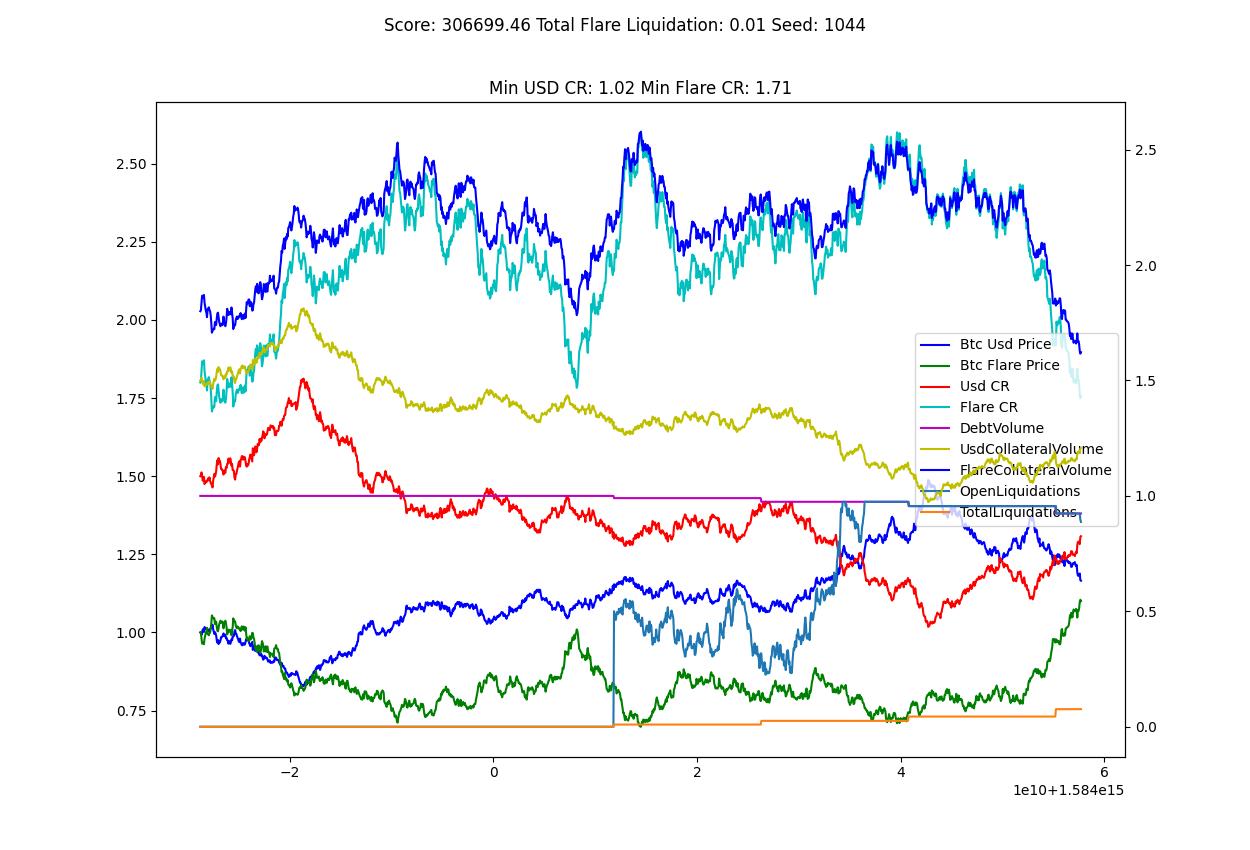 Score: 306699.46 Total Flare Liquidation: 0.01 Seed: 1044
Min USD CR: 1.02 Min Flare CR: 1.71
2.50
2.25
2.00
1.75
1.50
1.25
1.00
0.75
2.5
2.0
1.5
1.0
0.5
0.0
Btc Usd Price
Btc Flare Price
Usd CR
Flare CR
DebtVolume
UsdCollateralVolume
FlareCollateralVolume
OpenLiquidations
TotalLiquidations
−2
0
2
4
6
1e10+1.584e15